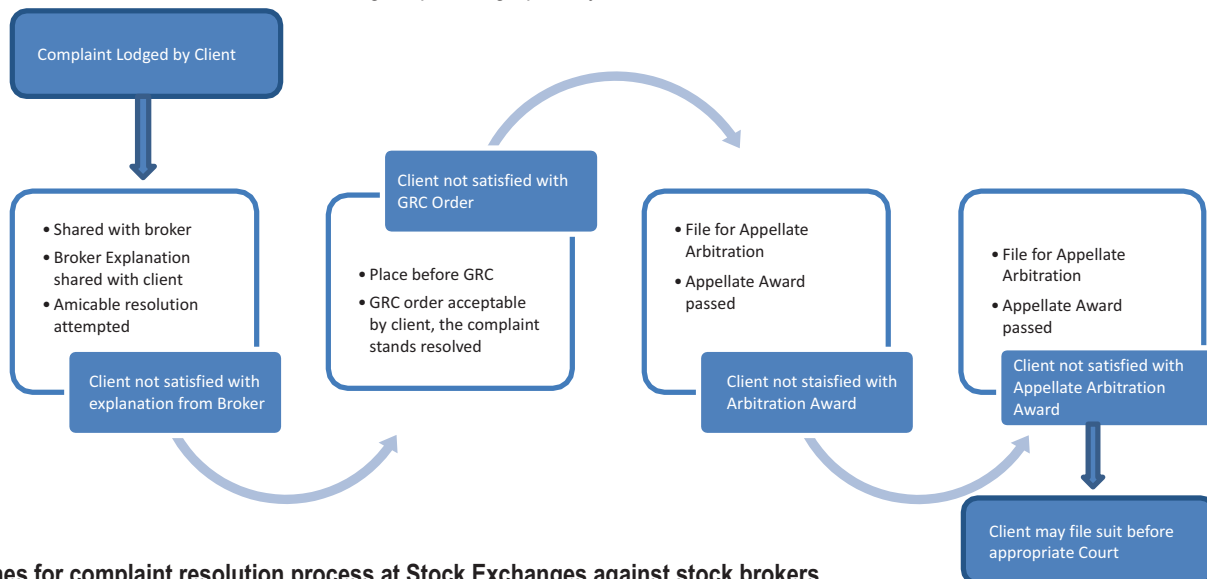 Complaint Lodged by Client
• Shared with broker
• Broker Explanation
shared with client
• Amicable resolution
attempted
Client not satisfied with
explanation from Broker
Client not satisfied with
GRC Order
• Place before GRC
• GRC order acceptable
by client, the complaint
stands resolved
• File for Appellate
Arbitration
• Appellate Award
passed
Client not staisfied with
Arbitration Award
• File for Appellate
Arbitration
• Appellate Award
passed
Client not satisfied with
Appellate Arbitration
Award
Client may file suit before
appropriate Court
for complaint resolution process at Stock Exchanges against stock brokers